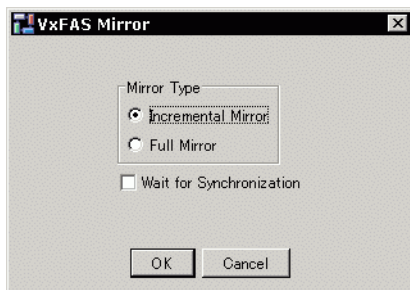 VxFAS Mirror
Mirror Type
Incremental Mirror
Full Mirror
Wait for Synchronization
OK Cancel